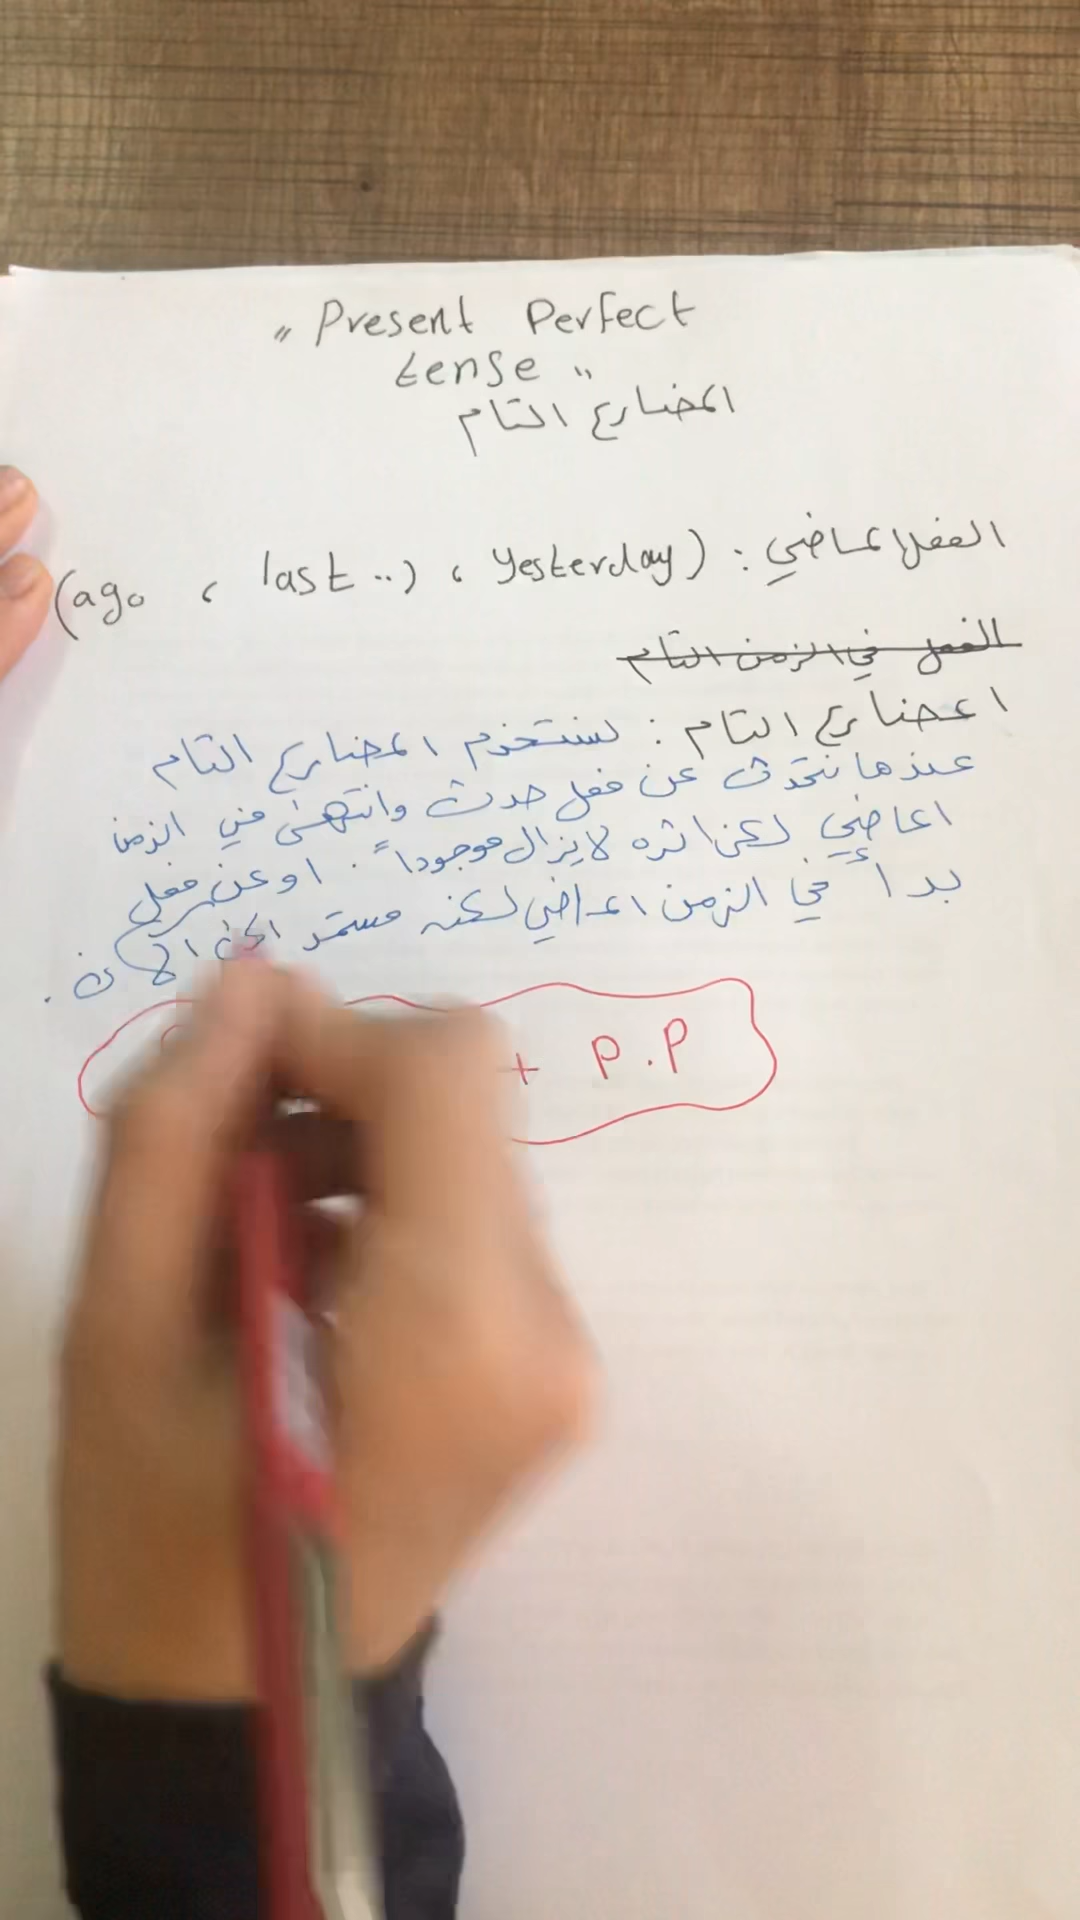 " Present Perfect
tense "
المضارع التام
الفعل الماضي : (ago ، last ..، ، Yesterday)
الفعل في الزمن التام
المضارع التام : نستخدم المضارع التام
عندما نتحدث عن فعل حدث وانتهى في الزمن
الماضي لكن اثره لا يزال موجوداً . او عن فعل
بدأ في الزمن الماضي لكنه مستمر الى الان .
+ P.P